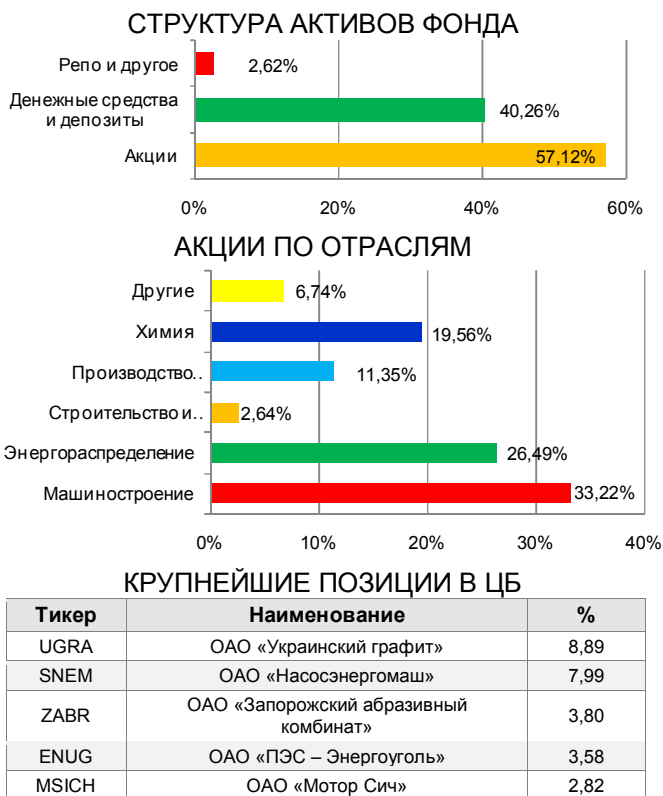 СТРУКТУРА АКТИВОВ ФОНДА
Репо и другое 2,62%
Денежные средства
и депозиты 40,26%
Акции 57,12%
0% 20% 40% 60%
АКЦИИ ПО ОТРАСЛЯМ
Другие 6,74%
Химия 19,56%
Производство.. 11,35%
Строительство и.. 2,64%
Энергораспределение 26,49%
Машиностроение 33,22%
0% 10% 20% 30% 40%
КРУПНЕЙШИЕ ПОЗИЦИИ В ЦБ
Тикер Наименование %
UGRA ОАО «Украинский графит» 8,89
SNEM ОАО «Насосэнергомаш» 7,99
ZABR ОАО «Запорожский абразивный
комбинат» 3,80
ENUG ОАО «ПЭС – Энергоуголь» 3,58
MSICH ОАО «Мотор Сич» 2,82